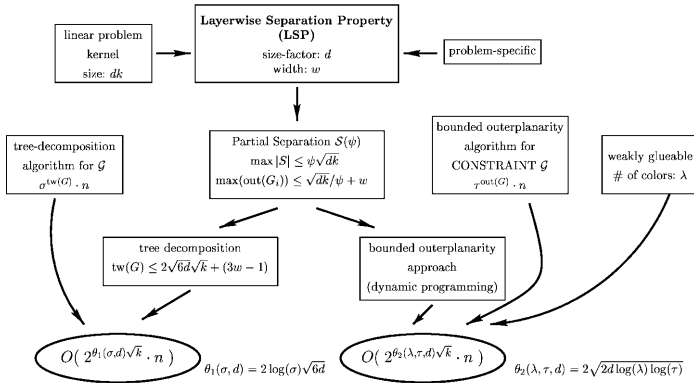 Layerwise Separation Property
(LSP)
size-factor: d
width: w
linear problem
kernel
size: dk
problem-specific
tree-decomposition
algorithm for 𝒢
σ^tw(G) · n
Partial Separation 𝒮(ψ)
max |S| ≤ ψ√dk
max(out(G_i)) ≤ √dk/ψ + w
bounded outerplanarity
algorithm for
CONSTRAINT 𝒢
τ^out(G) · n
weakly glueable
# of colors: λ
tree decomposition
tw(G) ≤ 2√6d√k + (3w − 1)
bounded outerplanarity
approach
(dynamic programming)
O( 2^θ₁(σ,d)√k · n )
θ₁(σ, d) = 2 log(σ)√6d
O( 2^θ₂(λ,τ,d)√k · n )
θ₂(λ, τ, d) = 2√2d log(λ) log(τ)